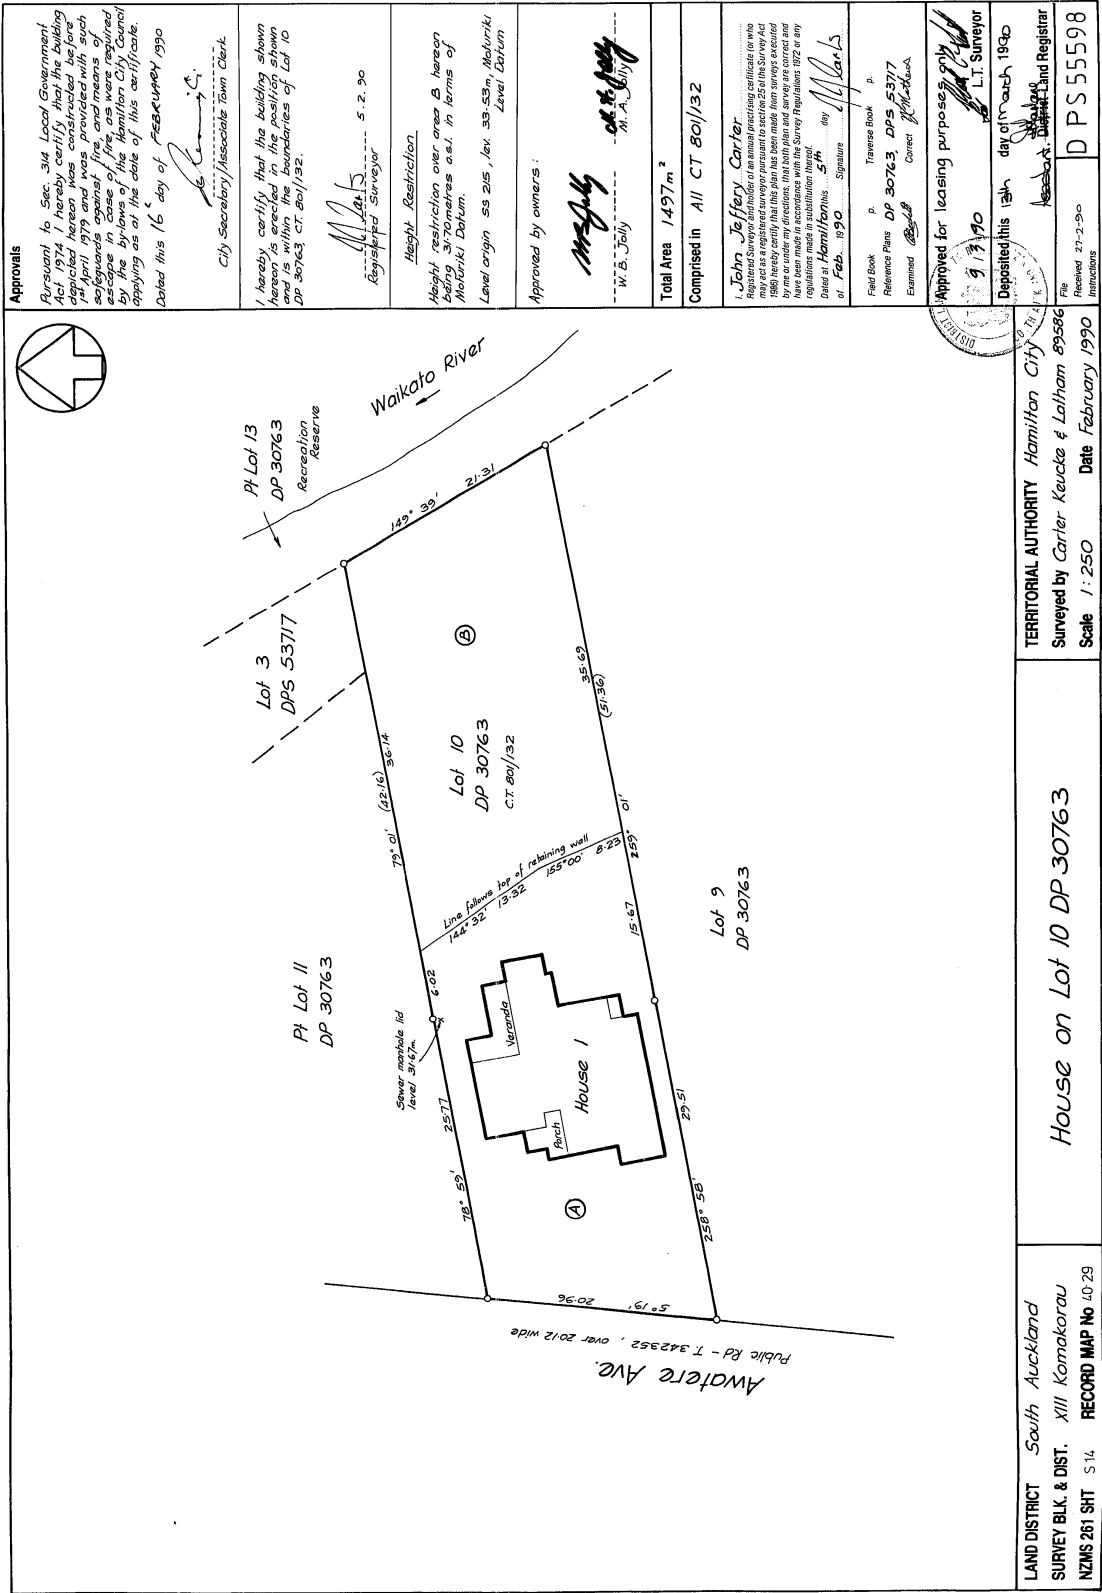 Approvals
Pursuant to Sec. 314 Local Government
Act 1974 I hereby certify that the building
depicted hereon was constructed before
1st April 1979 and was provided with such
safeguards against fire, and means of
escape in case of fire, as were required
by the by-laws of the Hamilton City Council
applying as at the date of this certificate.
Dated this 16 day of FEBRUARY 1990
City Secretary/Associate Town Clerk
I hereby certify that the building shown
hereon is erected in the position shown
and is within the boundaries of Lot 10
DP 30763, C.T. 801/132.
5.2.90
Registered Surveyor
Height Restriction
Height restriction over area B hereon
being 31.70 metres a.s.l. in terms of
Moturiki Datum.
Level origin SS 215, lev. 33.53m, Moturiki
Level Datum
Approved by owners:
W. B. Jolly
M. A. Jolly
Total Area 1497m²
Comprised in All CT 801/132
I, John Jeffery Carter
Registered Surveyor and holder of an annual practising certificate (or who
may act as a registered surveyor pursuant to section 25 of the Survey Act
1986) hereby certify that this plan has been made from surveys executed
by me or under my directions, that both plan and survey are correct and
have been made in accordance with the Survey Regulations 1972 or any
regulations made in substitution thereof.
Dated at Hamilton this 5th day
of Feb. 1990 Signature
Field Book p. Traverse Book p.
Reference Plans DP 30763 DPS 53717
Examined Correct
Approved for leasing purposes only
9/3/90 L.T. Surveyor
Deposited this 13th day of March 1990
District Land Registrar
File
Received 27-2-90
Instructions
DPS 55598
Waikato River
Pt Lot 13
DP 30763
Recreation
Reserve
Lot 3
DPS 53717
149° 39' 21.31
Pt Lot 11
DP 30763
78° 59' 25.77 6.02 79° 01' (42.16) 36.14
Sewer manhole lid
level 31.67m.
Lot 10
DP 30763
C.T. 801/132
B
Line follows top of retaining wall
144° 32' 13.32 155°00' 8.23
Veranda
Porch
House 1
A
258° 58' 29.51 15.67 259° 01' (51.36) 35.69
Lot 9
DP 30763
5° 19' 20.96
Public Rd - T. 342352, over 20.12 wide
Awatere Ave.
LAND DISTRICT South Auckland
SURVEY BLK. & DIST. XIII Komakorau
NZMS 261 SHT S14 RECORD MAP No 40.29
House on Lot 10 DP 30763
TERRITORIAL AUTHORITY Hamilton City
Surveyed by Carter Keucke & Latham 89586
Scale 1:250 Date February 1990